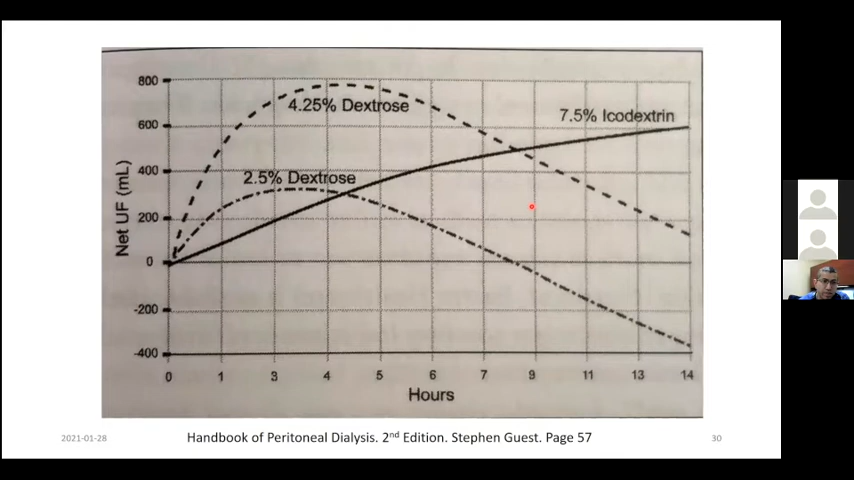 800
4.25% Dextrose
7.5% Icodextrin
600
400
2.5% Dextrose
200
0
-200
-400
Net UF (mL)
0 1 3 4 5 6 7 9 11 13 14
Hours
2021-01-28
Handbook of Peritoneal Dialysis. 2nd Edition. Stephen Guest. Page 57
30